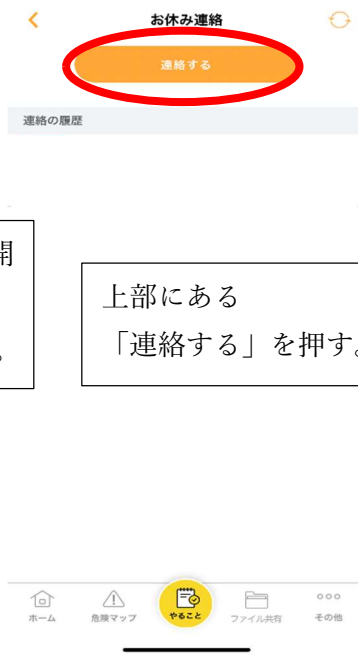 お休み連絡
連絡する
連絡の履歴
開
。
上部にある
「連絡する」を押す。
ホーム
危険マップ
やること
ファイル共有
その他